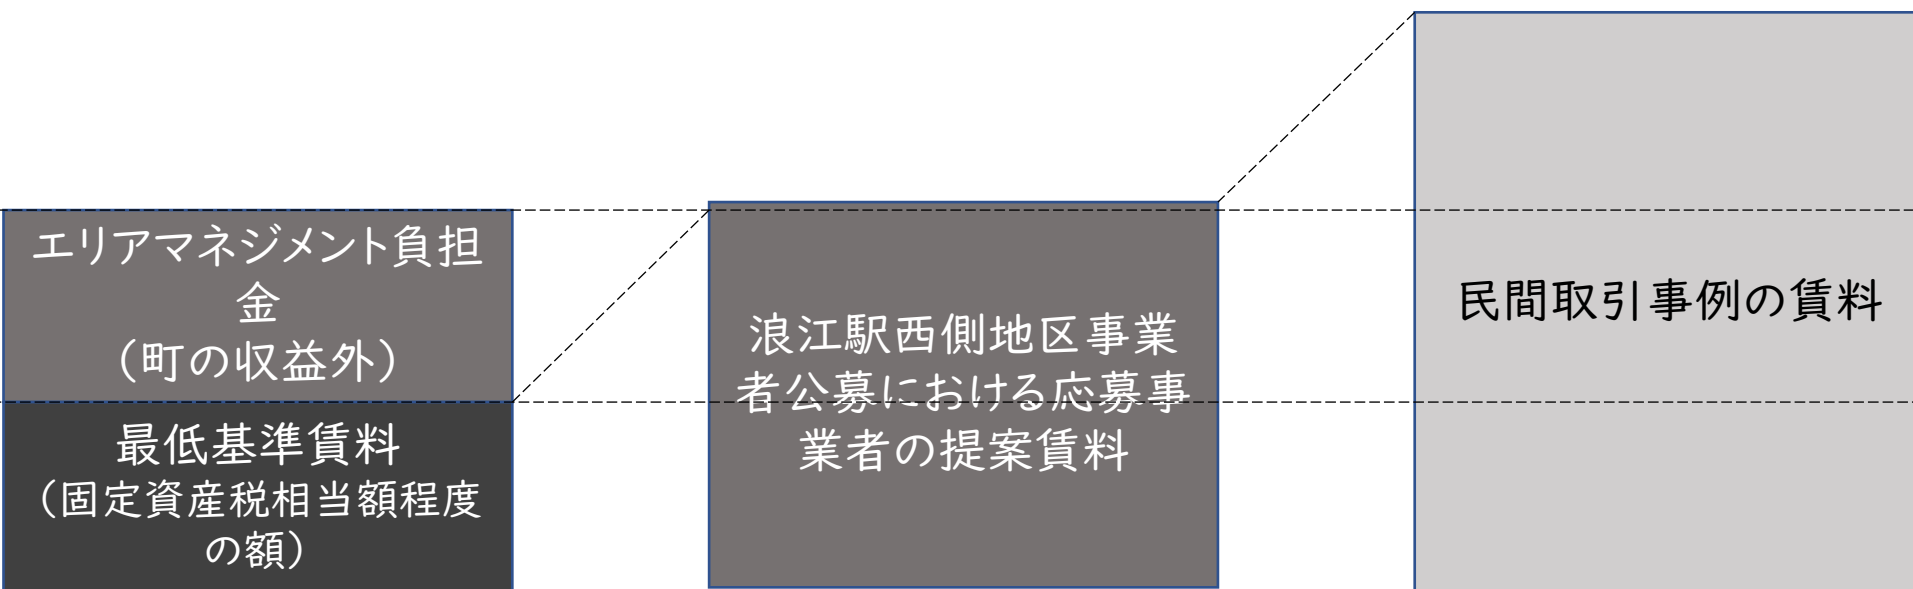 エリアマネジメント負担
金
（町の収益外）
最低基準賃料
（固定資産税相当額程度
の額）
浪江駅西側地区事業
者公募における応募事
業者の提案賃料
民間取引事例の賃料